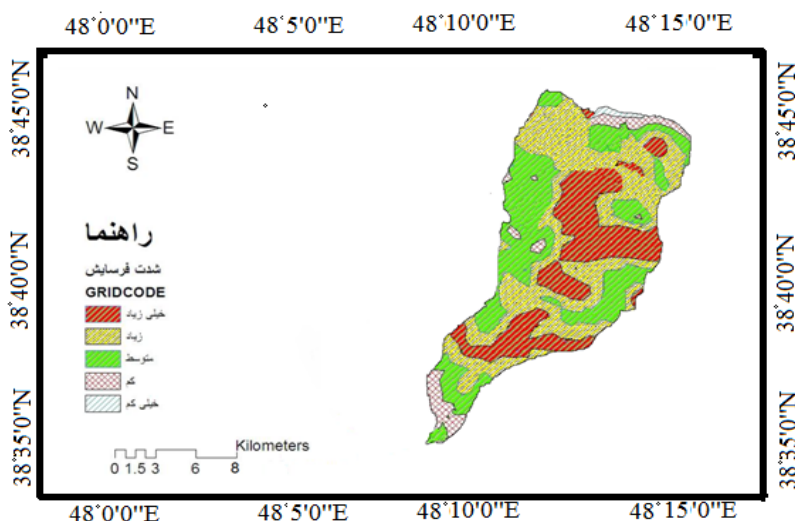 48°0'0"E 48°5'0"E 48°10'0"E 48°15'0"E
38°45'0"N
38°45'0"N
N
W E
S
راهنما
شدت فرسایش
GRIDCODE
خیلی زیاد
زیاد
متوسط
کم
خیلی کم
38°40'0"N
38°40'0"N
38°35'0"N
38°35'0"N
Kilometers
0 1.5 3 6 8
48°0'0"E 48°5'0"E 48°10'0"E 48°15'0"E